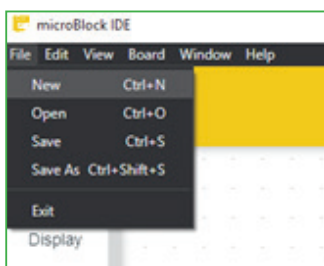 microBlock IDE
File Edit View Board Window Help
New Ctrl+N
Open Ctrl+O
Save Ctrl+S
Save As Ctrl+Shift+S
Exit
Display